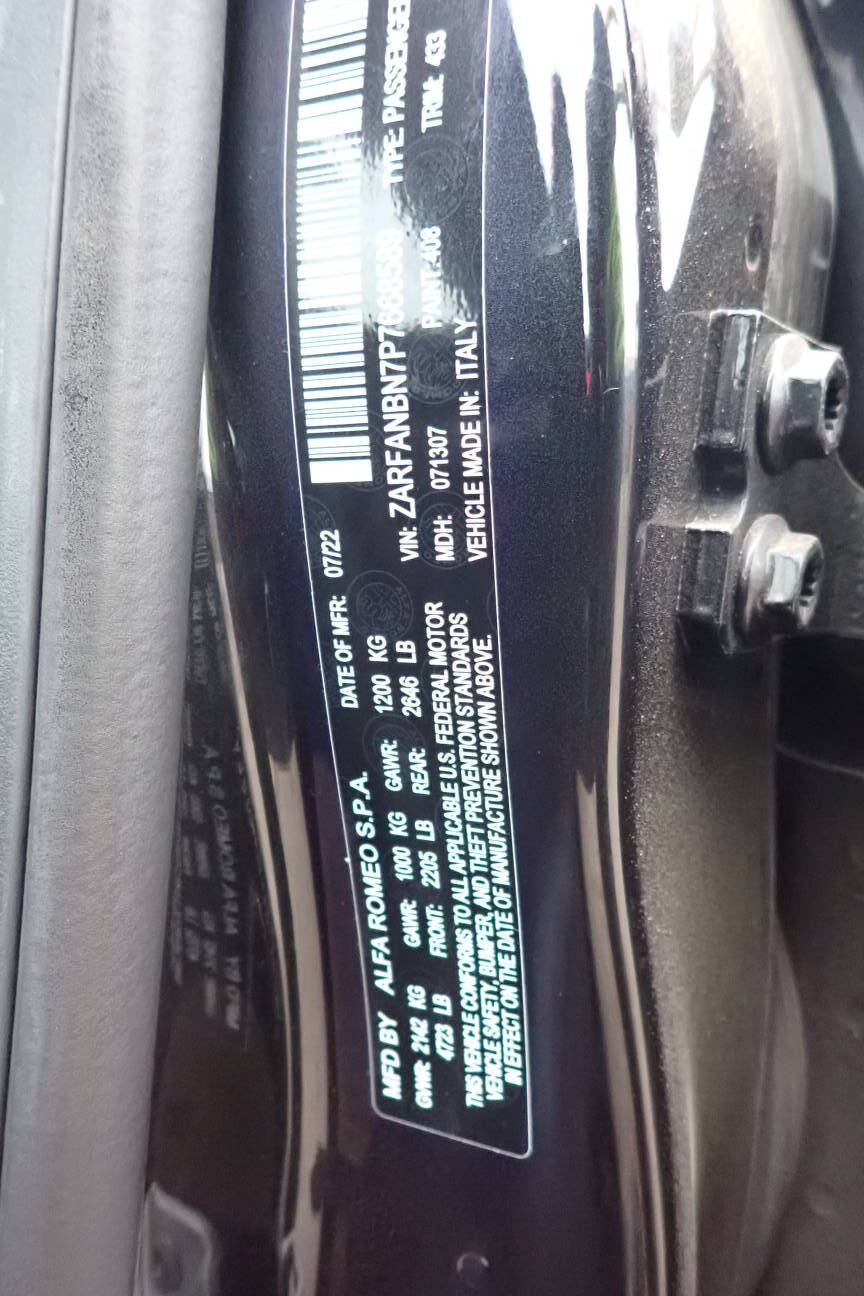 MFD BY ALFA ROMEO S.P.A. DATE OF MFR: 07/22
GVWR: 2142 KG GAWR: 1000 KG GAWR: 1200 KG
4723 LB FRONT: 2205 LB REAR: 2646 LB
THIS VEHICLE CONFORMS TO ALL APPLICABLE U.S. FEDERAL MOTOR
VEHICLE SAFETY, BUMPER, AND THEFT PREVENTION STANDARDS
IN EFFECT ON THE DATE OF MANUFACTURE SHOWN ABOVE.
VIN: ZARFANBN7P7668589 TYPE: PASSENGE
MDH: 071307 PAINT: 408 TRIM: 433
VEHICLE MADE IN: ITALY